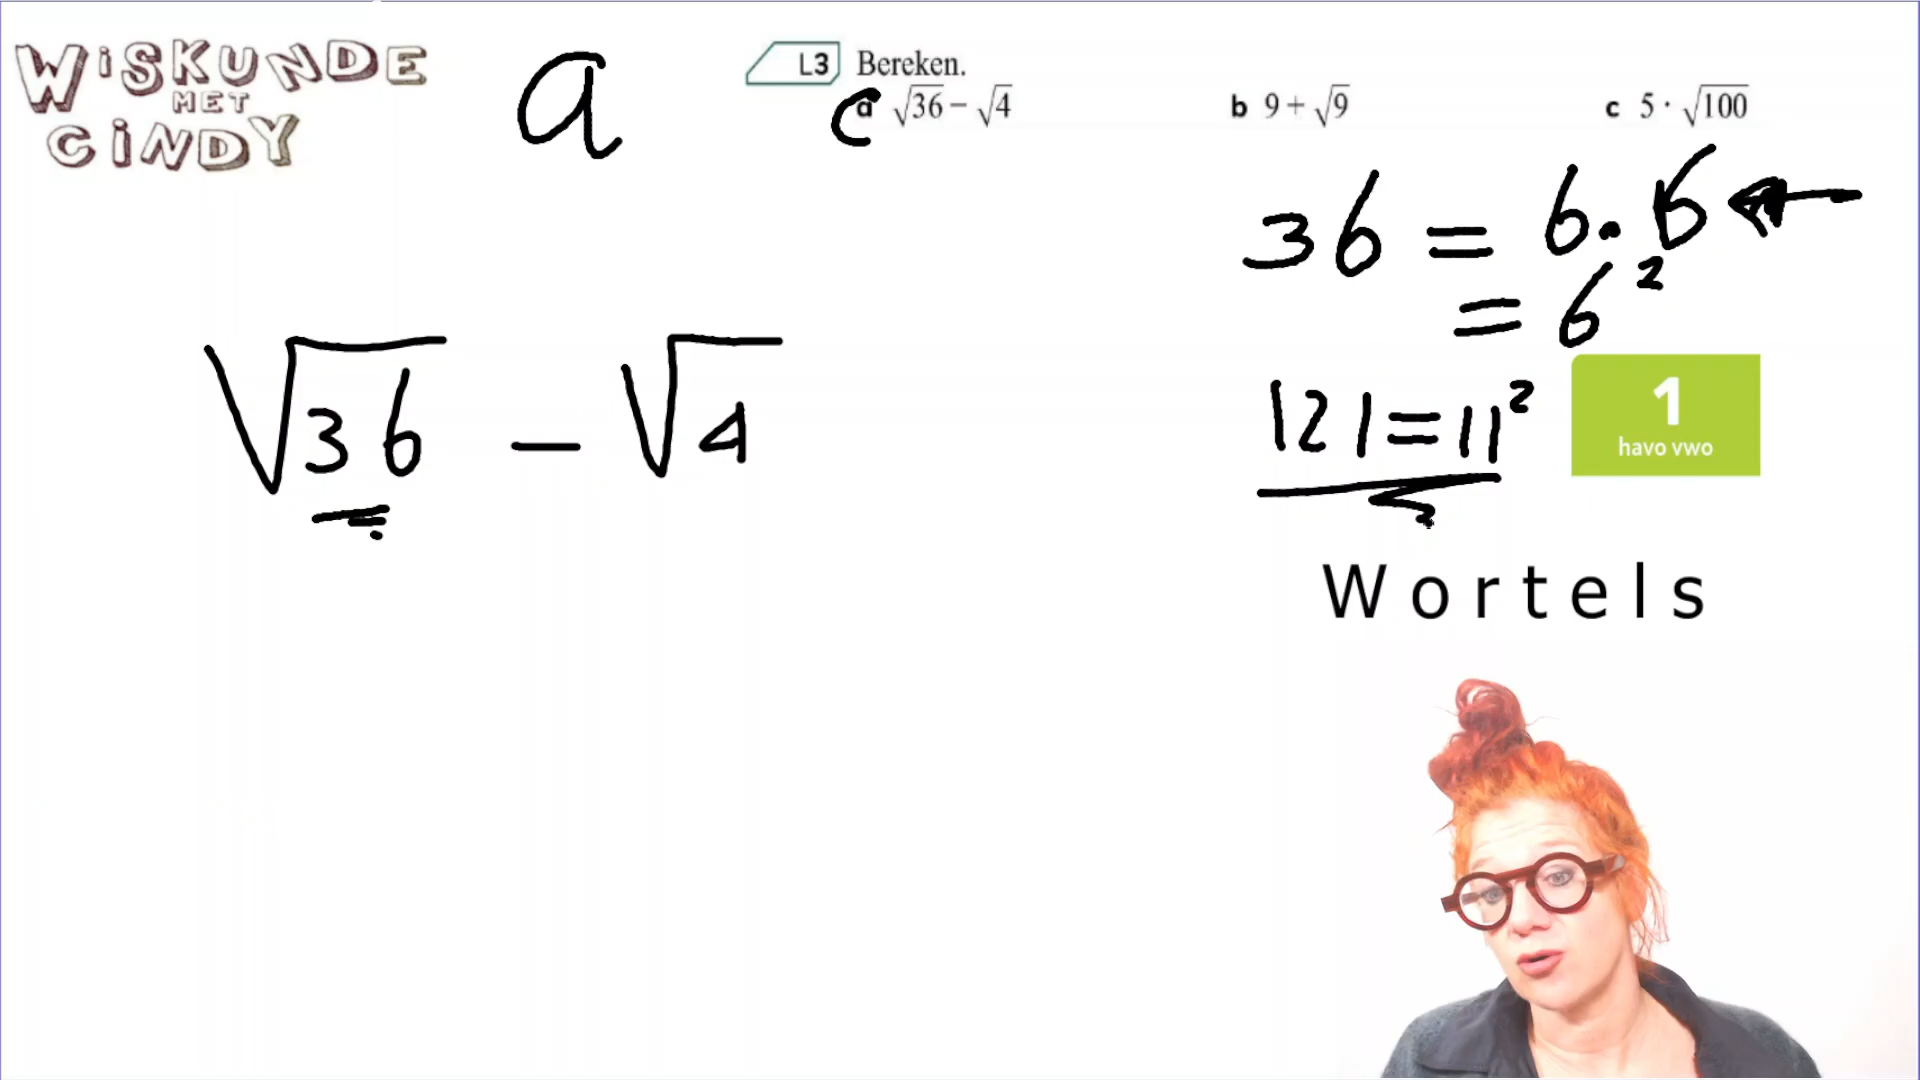 WiSKUNDE
MET
CiNDY
a
L3 Bereken.
a √36 − √4
b 9 + √9
c 5 · √100
c
36 = 6 · 6
= 6²
121 = 11²
√36 − √4
1
havo vwo
Wortels